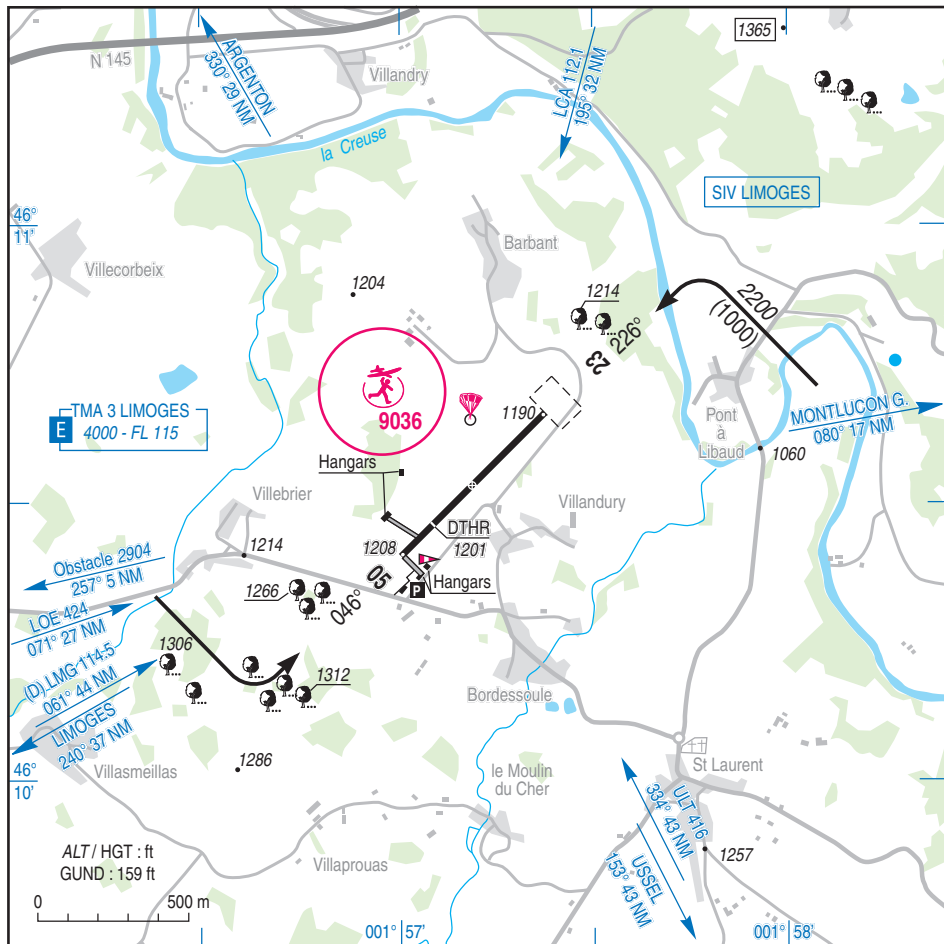 1365
N 145
ARGENTON
330° 29 NM
Villandry
LCA 112.1
195° 32 NM
la Creuse
SIV LIMOGES
46°
11'
Villecorbeix
Barbant
1204
1214
2200
(1000)
226°
23
9036
1190
TMA 3 LIMOGES
E
4000 - FL 115
Pont
à
Libaud
MONTLUCON G.
080° 17 NM
1060
Hangars
Villebrier
Villandury
DTHR
1201
1208
1214
Hangars
P
05
046°
Obstacle 2904
257° 5 NM
LOE 424
071° 27 NM
1266
1306
(D) LMG 114.5
061° 44 NM
LIMOGES
240° 37 NM
1312
Bordessoule
Villasmeillas
1286
St Laurent
46°
10'
le Moulin
du Cher
ULT 416
334° 43 NM
USSEL
153° 43 NM
1257
Villaprouas
ALT / HGT : ft
GUND : 159 ft
0 500 m
001° 57'
001° 58'